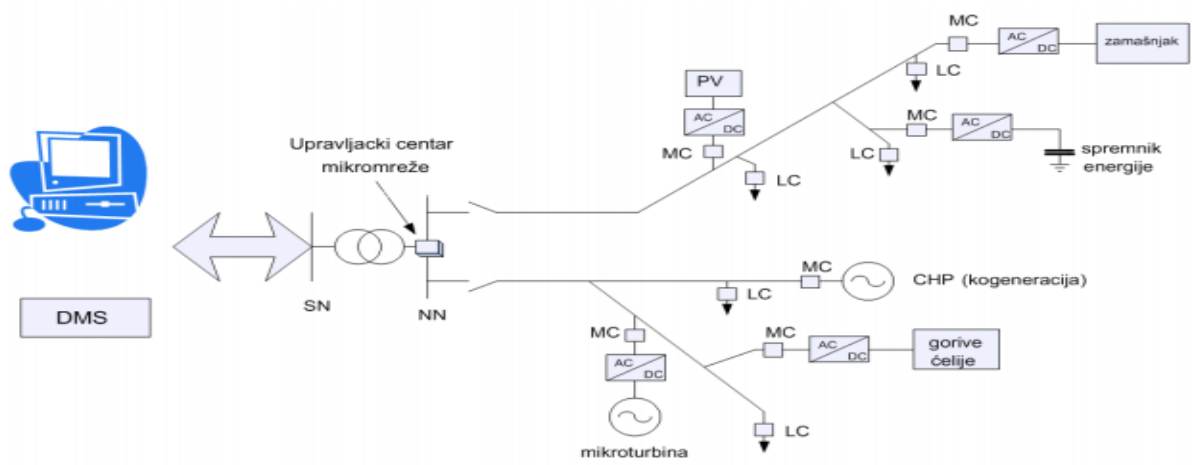 MC
AC
DC
zamašnjak
LC
PV
AC
DC
MC
AC
DC
MC
LC
spremnik
energije
LC
Upravljacki centar
mikromreže
MC
CHP (kogeneracija)
LC
SN
NN
DMS
MC
AC
DC
MC
AC
DC
gorive
ćelije
LC
mikroturbina